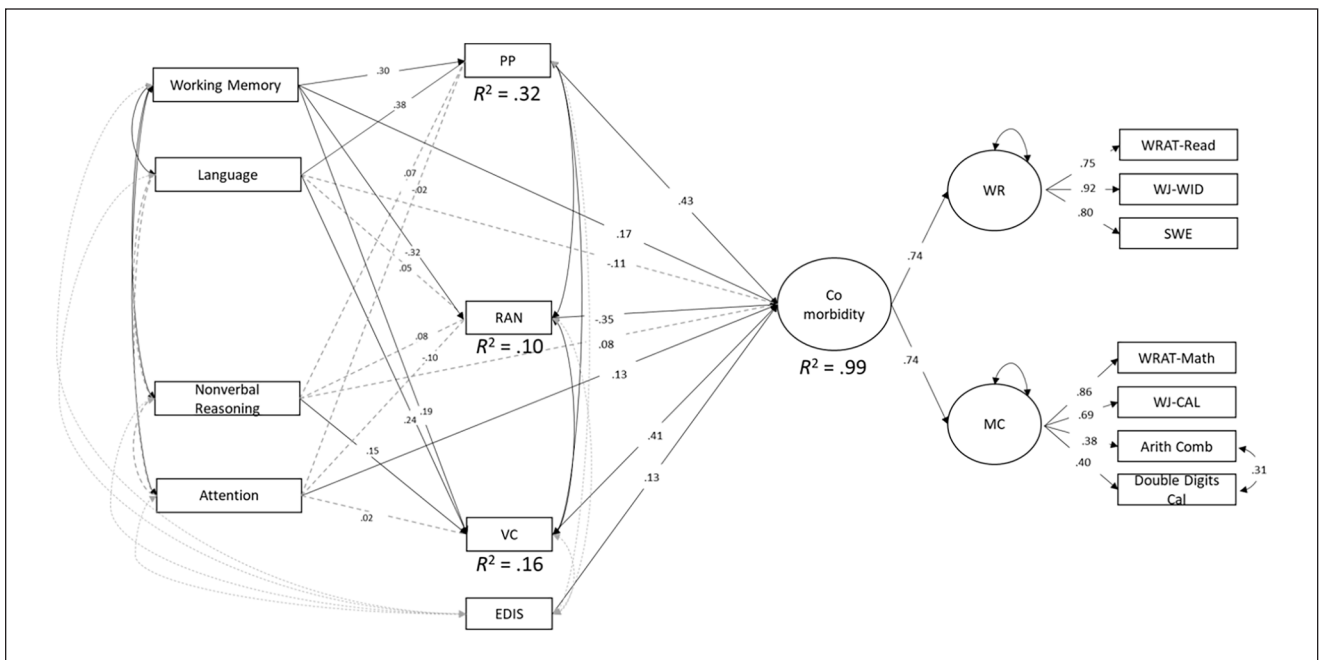 PP
.30
Working Memory
R² = .32
.38
WRAT-Read
.75
Language
.07
WR
.92
WJ-WID
-.02
.43
.80
SWE
.17
-.32
.74
.05
-.11
Co
morbidity
RAN
-.35
.08
R² = .10
.08
-.10
R² = .99
.74
WRAT-Math
.13
.86
Nonverbal
Reasoning
WJ-CAL
.69
.19
.24
MC
.41
.38
Arith Comb
.15
.40
.31
.13
Double Digits
Cal
Attention
.02
VC
R² = .16
EDIS